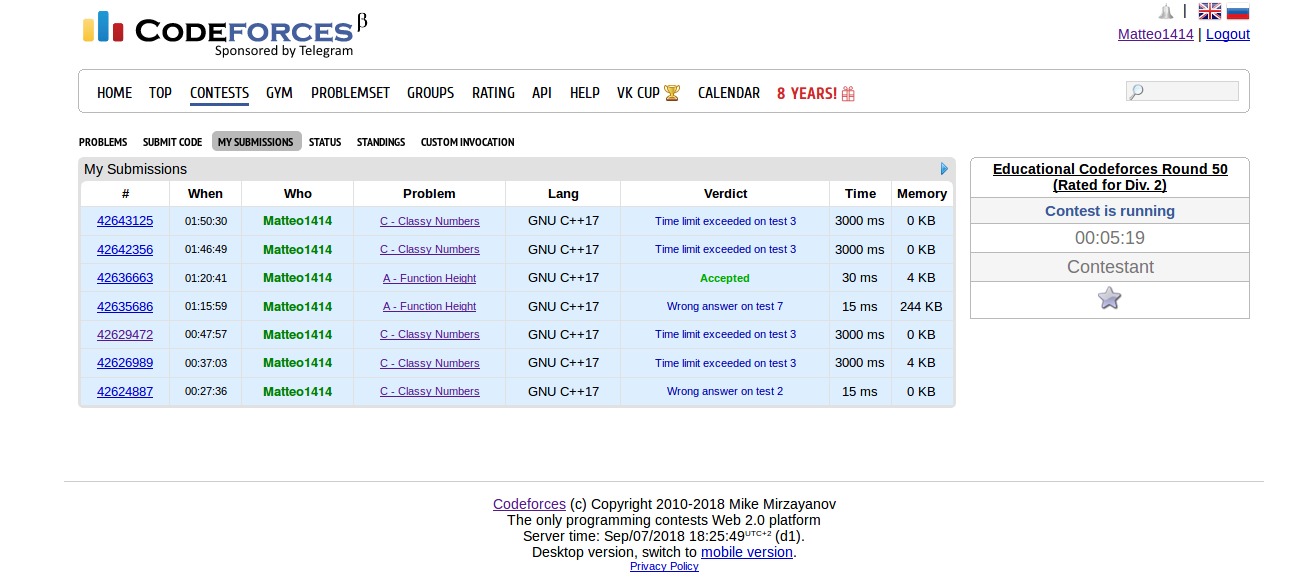 CODEFORCES β
Sponsored by Telegram
|
Matteo1414 | Logout
HOME TOP CONTESTS GYM PROBLEMSET GROUPS RATING API HELP VK CUP CALENDAR 8 YEARS!
PROBLEMS SUBMIT CODE MY SUBMISSIONS STATUS STANDINGS CUSTOM INVOCATION
My Submissions
# When Who Problem Lang Verdict Time Memory
42643125 01:50:30 Matteo1414 C - Classy Numbers GNU C++17 Time limit exceeded on test 3 3000 ms 0 KB
42642356 01:46:49 Matteo1414 C - Classy Numbers GNU C++17 Time limit exceeded on test 3 3000 ms 0 KB
42636663 01:20:41 Matteo1414 A - Function Height GNU C++17 Accepted 30 ms 4 KB
42635686 01:15:59 Matteo1414 A - Function Height GNU C++17 Wrong answer on test 7 15 ms 244 KB
42629472 00:47:57 Matteo1414 C - Classy Numbers GNU C++17 Time limit exceeded on test 3 3000 ms 0 KB
42626989 00:37:03 Matteo1414 C - Classy Numbers GNU C++17 Time limit exceeded on test 3 3000 ms 4 KB
42624887 00:27:36 Matteo1414 C - Classy Numbers GNU C++17 Wrong answer on test 2 15 ms 0 KB
Educational Codeforces Round 50
(Rated for Div. 2)
Contest is running
00:05:19
Contestant
Codeforces (c) Copyright 2010-2018 Mike Mirzayanov
The only programming contests Web 2.0 platform
Server time: Sep/07/2018 18:25:49 UTC+2 (d1).
Desktop version, switch to mobile version.
Privacy Policy